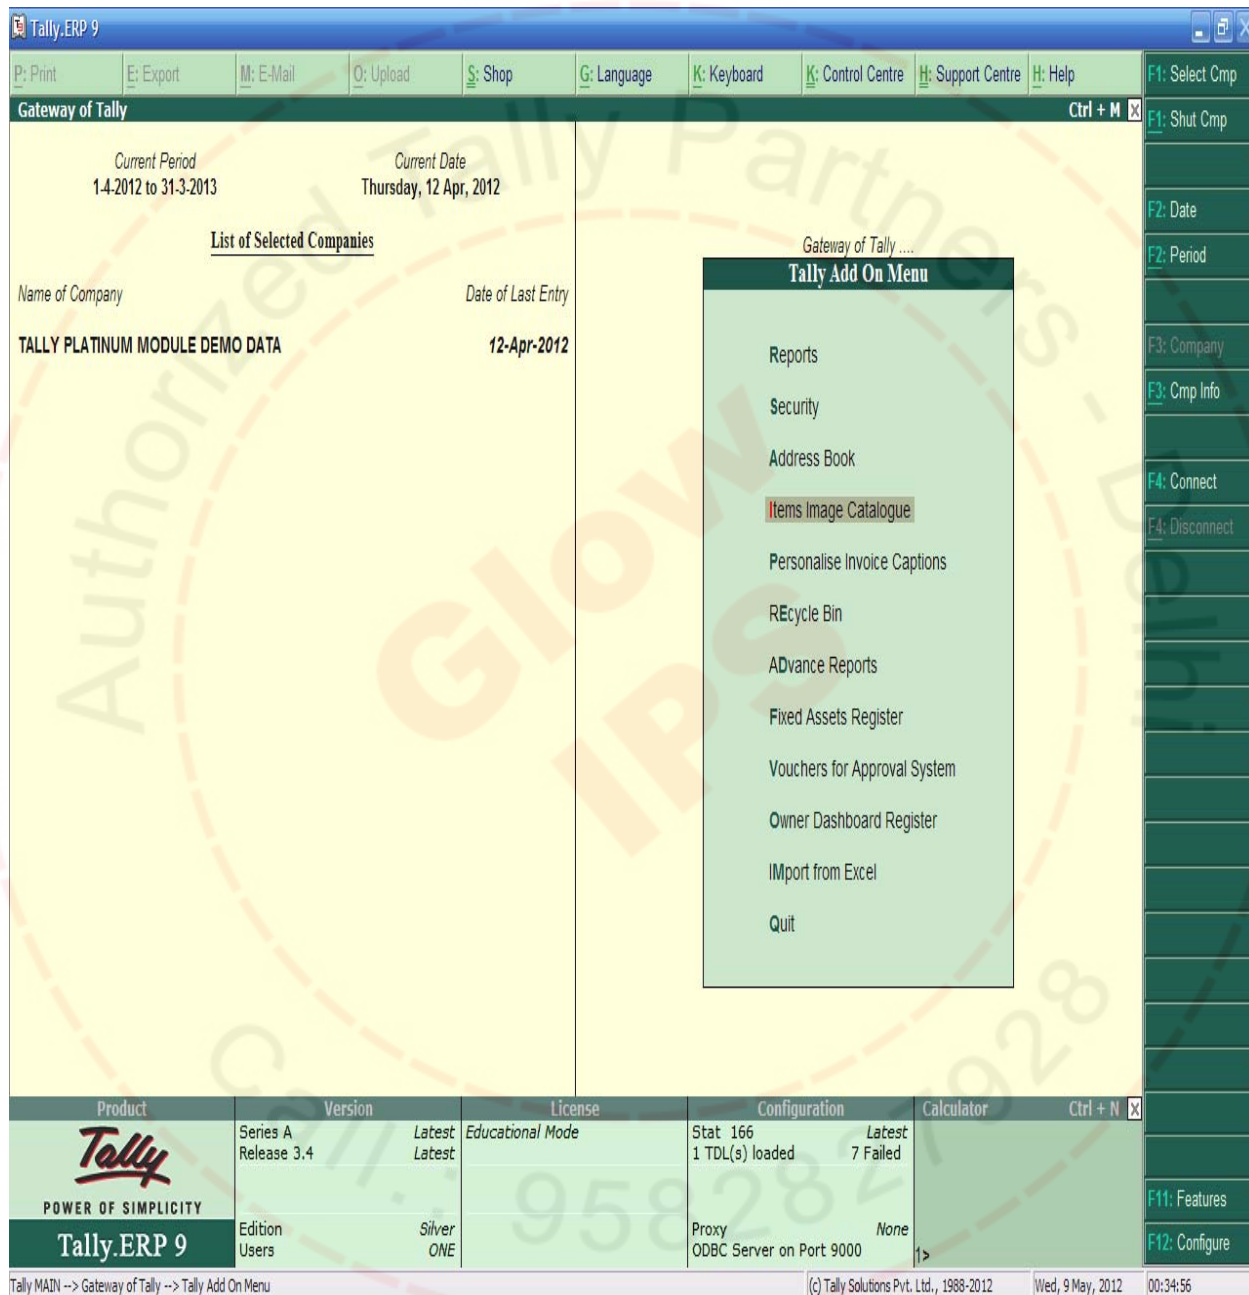 Tally.ERP 9
P: Print E: Export M: E-Mail O: Upload S: Shop G: Language K: Keyboard K: Control Centre H: Support Centre H: Help
Gateway of Tally Ctrl + M X
Current Period Current Date
1-4-2012 to 31-3-2013 Thursday, 12 Apr, 2012
List of Selected Companies
Name of Company Date of Last Entry
TALLY PLATINUM MODULE DEMO DATA 12-Apr-2012
Gateway of Tally ....
Tally Add On Menu
Reports
Security
Address Book
Items Image Catalogue
Personalise Invoice Captions
REcycle Bin
ADvance Reports
Fixed Assets Register
Vouchers for Approval System
Owner Dashboard Register
IMport from Excel
Quit
F1: Select Cmp
F1: Shut Cmp
F2: Date
F2: Period
F3: Company
F3: Cmp Info
F4: Connect
F4: Disconnect
F11: Features
F12: Configure
Authorized Tally Partners - Delhi
Glow
IPS
Call.: 9582827928
Product Version License Configuration Calculator Ctrl + N X
Tally
POWER OF SIMPLICITY
Tally.ERP 9
Series A Latest
Release 3.4 Latest
Edition Silver
Users ONE
Educational Mode
Stat 166 Latest
1 TDL(s) loaded 7 Failed
Proxy None
ODBC Server on Port 9000
1>
Tally MAIN --> Gateway of Tally --> Tally Add On Menu (c) Tally Solutions Pvt. Ltd., 1988-2012 Wed, 9 May, 2012 00:34:56